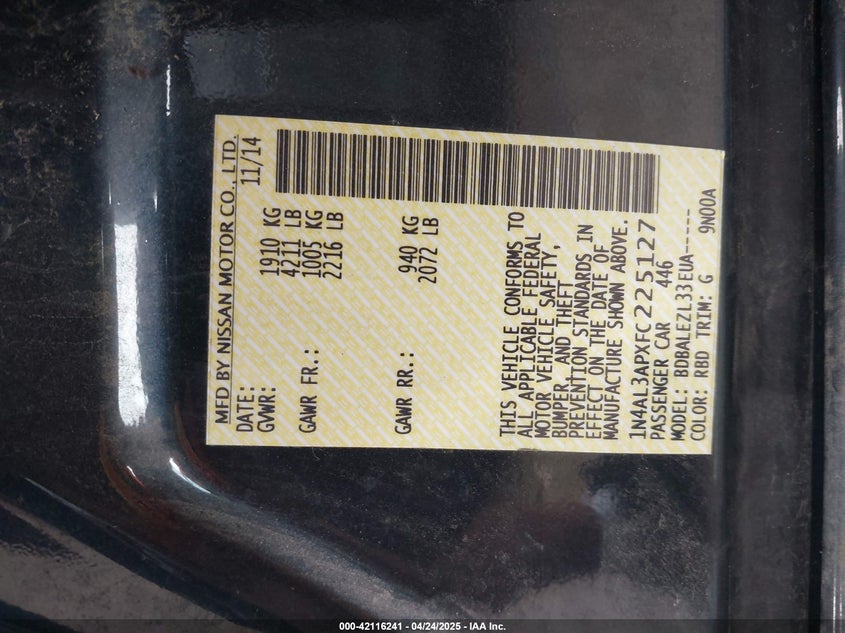 MFD BY NISSAN MOTOR CO., LTD.
DATE: 11/14
GVWR: 1910 KG
4211 LB
GAWR FR.: 1005 KG
2216 LB
GAWR RR.: 940 KG
2072 LB
THIS VEHICLE CONFORMS TO
ALL APPLICABLE FEDERAL
MOTOR VEHICLE SAFETY,
BUMPER, AND THEFT
PREVENTION STANDARDS IN
EFFECT ON THE DATE OF
MANUFACTURE SHOWN ABOVE.
1N4AL3APXFC225127
PASSENGER CAR 446
MODEL: BDBALEZL33EUA-----
COLOR: RBD TRIM: G 9N00A
000-42116241 - 04/24/2025 - IAA Inc.